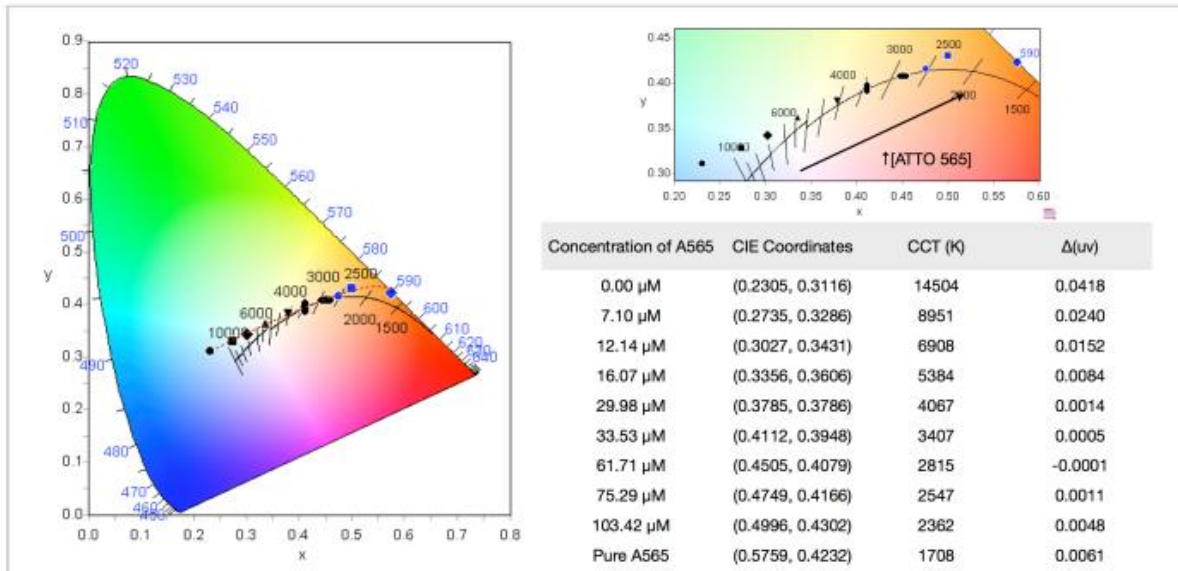 0.9
0.8
0.7
0.6
0.5
y
0.4
0.3
0.2
0.1
0.0
0.0 0.1 0.2 0.3 0.4 0.5 0.6 0.7 0.8
x
520
530
540
510
550
560
500
570
580
590
600
610
620
490
480
470
460
3000
2500
4000
6000
10000
2000
1500
0.45
0.40
y
0.35
0.30
0.20 0.25 0.30 0.35 0.40 0.45 0.50 0.55 0.60
x
3000
2500
590
4000
6000
10000
2000
1500
↑[ATTO 565]
Concentration of A565 CIE Coordinates CCT (K) Δ(uv)
0.00 μM (0.2305, 0.3116) 14504 0.0418
7.10 μM (0.2735, 0.3286) 8951 0.0240
12.14 μM (0.3027, 0.3431) 6908 0.0152
16.07 μM (0.3356, 0.3606) 5384 0.0084
29.98 μM (0.3785, 0.3786) 4067 0.0014
33.53 μM (0.4112, 0.3948) 3407 0.0005
61.71 μM (0.4505, 0.4079) 2815 -0.0001
75.29 μM (0.4749, 0.4166) 2547 0.0011
103.42 μM (0.4996, 0.4302) 2362 0.0048
Pure A565 (0.5759, 0.4232) 1708 0.0061